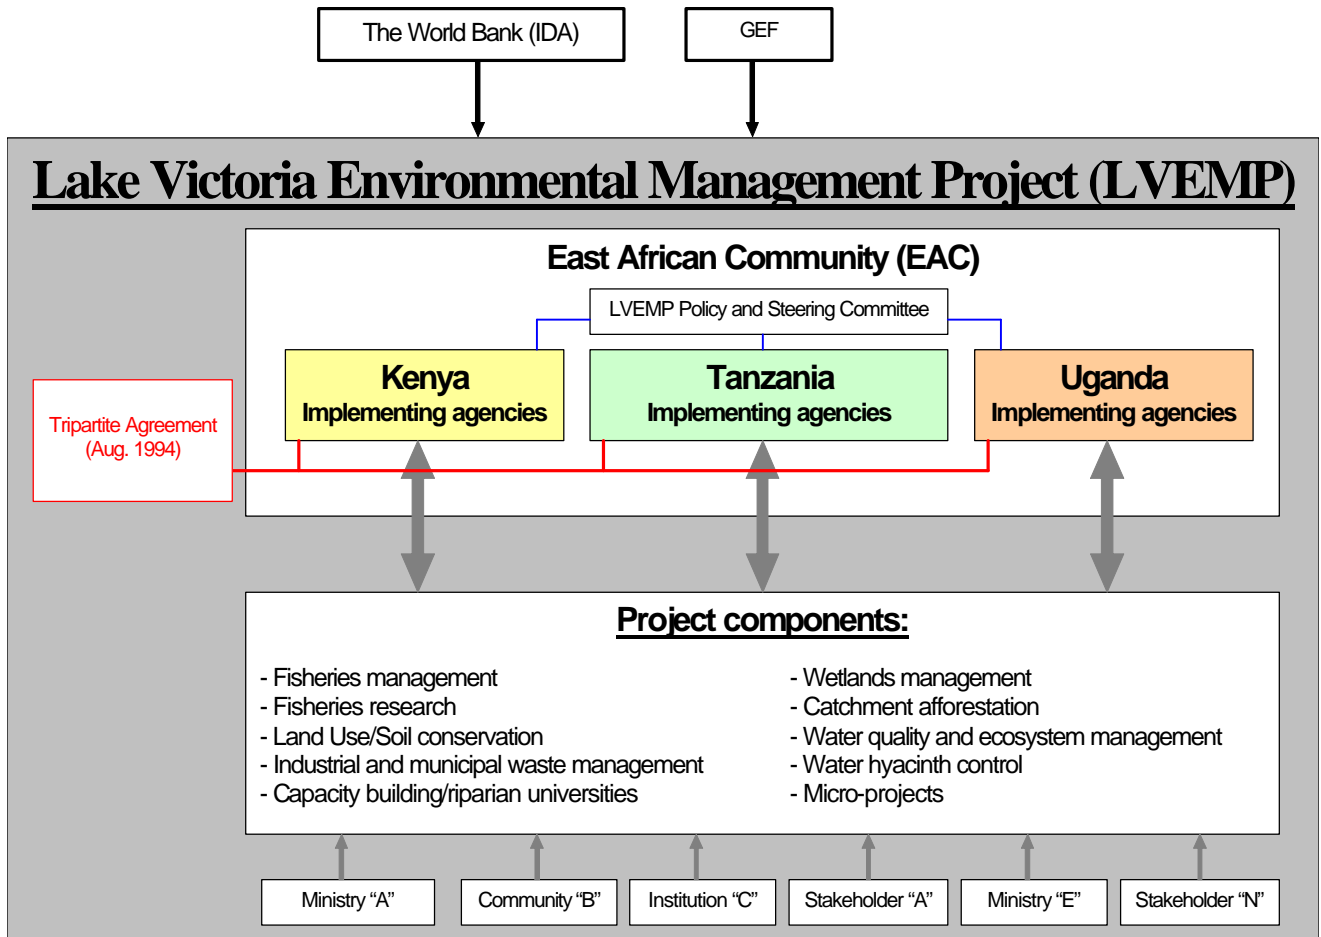 The World Bank (IDA)
GEF
Lake Victoria Environmental Management Project (LVEMP)
East African Community (EAC)
LVEMP Policy and Steering Committee
Kenya
Implementing agencies
Tanzania
Implementing agencies
Uganda
Implementing agencies
Tripartite Agreement
(Aug. 1994)
Project components:
- Fisheries management
- Fisheries research
- Land Use/Soil conservation
- Industrial and municipal waste management
- Capacity building/riparian universities
- Wetlands management
- Catchment afforestation
- Water quality and ecosystem management
- Water hyacinth control
- Micro-projects
Ministry “A”
Community “B”
Institution “C”
Stakeholder “A”
Ministry “E”
Stakeholder “N”